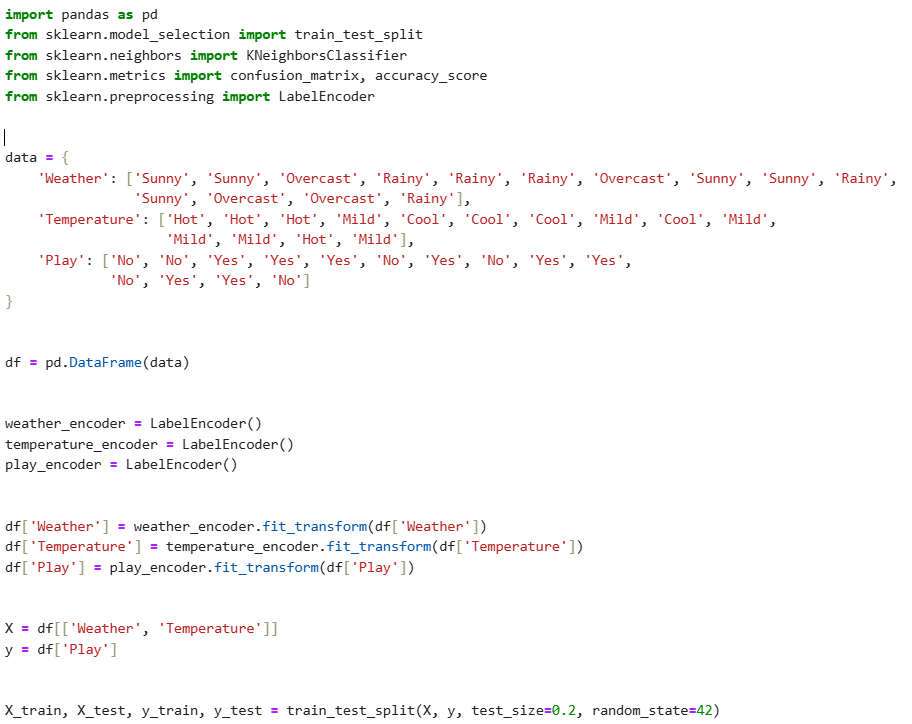 import pandas as pd
from sklearn.model_selection import train_test_split
from sklearn.neighbors import KNeighborsClassifier
from sklearn.metrics import confusion_matrix, accuracy_score
from sklearn.preprocessing import LabelEncoder
data = {
    'Weather': ['Sunny', 'Sunny', 'Overcast', 'Rainy', 'Rainy', 'Rainy', 'Overcast', 'Sunny', 'Sunny', 'Rainy',
                'Sunny', 'Overcast', 'Overcast', 'Rainy'],
    'Temperature': ['Hot', 'Hot', 'Hot', 'Mild', 'Cool', 'Cool', 'Cool', 'Mild', 'Cool', 'Mild',
                    'Mild', 'Mild', 'Hot', 'Mild'],
    'Play': ['No', 'No', 'Yes', 'Yes', 'Yes', 'No', 'Yes', 'No', 'Yes', 'Yes',
             'No', 'Yes', 'Yes', 'No']
}
df = pd.DataFrame(data)
weather_encoder = LabelEncoder()
temperature_encoder = LabelEncoder()
play_encoder = LabelEncoder()
df['Weather'] = weather_encoder.fit_transform(df['Weather'])
df['Temperature'] = temperature_encoder.fit_transform(df['Temperature'])
df['Play'] = play_encoder.fit_transform(df['Play'])
X = df[['Weather', 'Temperature']]
y = df['Play']
X_train, X_test, y_train, y_test = train_test_split(X, y, test_size=0.2, random_state=42)